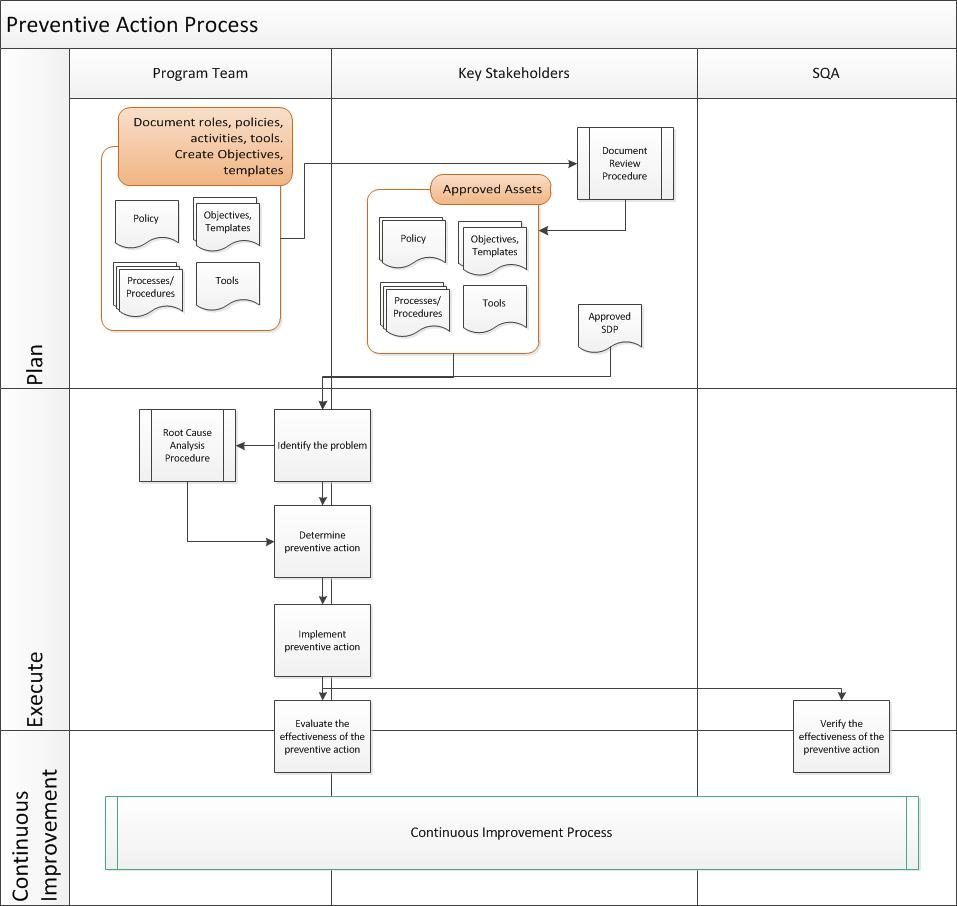 Preventive Action Process
Program Team
Key Stakeholders
SQA
Plan
Document roles, policies,
activities, tools.
Create Objectives,
templates
Policy
Objectives,
Templates
Processes/
Procedures
Tools
Document
Review
Procedure
Approved Assets
Policy
Objectives,
Templates
Processes/
Procedures
Tools
Approved
SDP
Execute
Root Cause
Analysis
Procedure
Identify the problem
Determine
preventive action
Implement
preventive action
Evaluate the
effectiveness of the
preventive action
Verify the
effectiveness of the
preventive action
Continuous
Improvement
Continuous Improvement Process